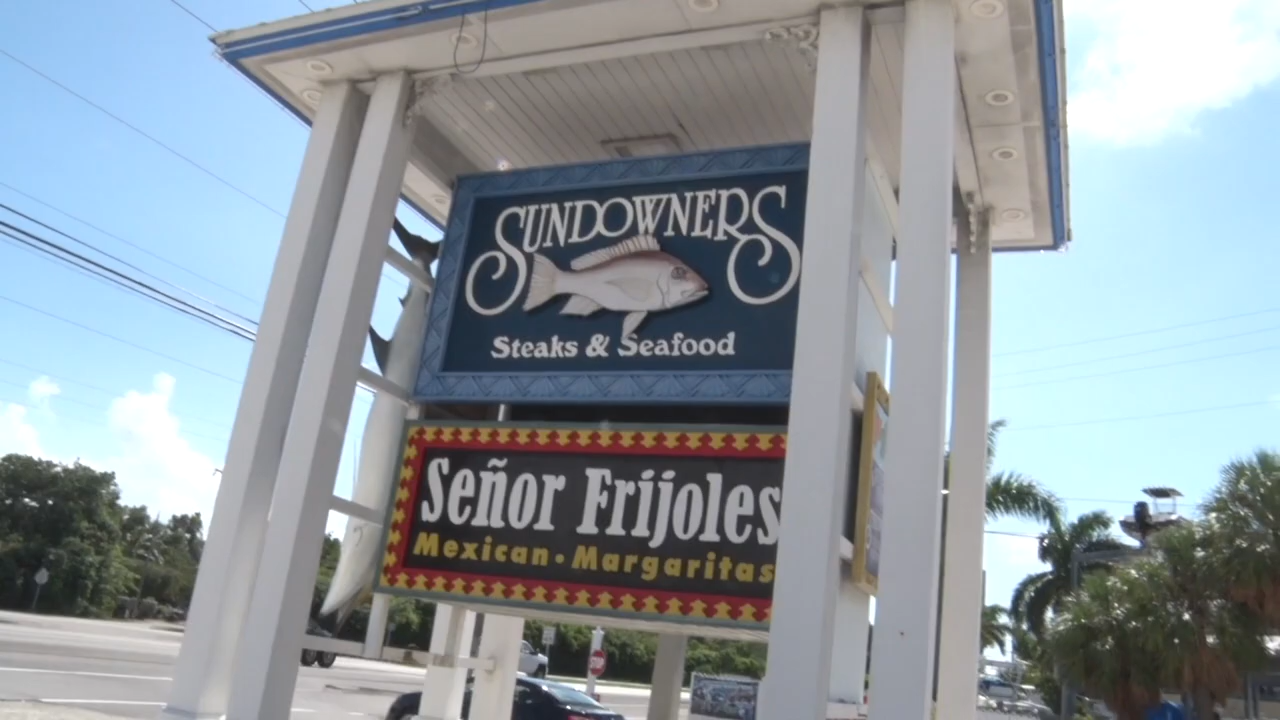 SUNDOWNERS
Steaks & Seafood
Señor Frijoles
Mexican • Margaritas